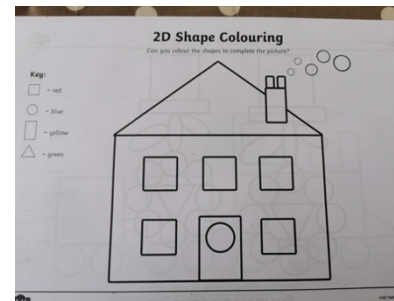 2D Shape Colouring
Can you colour the shapes to complete the picture?
Key:
- red
- blue
- yellow
- green